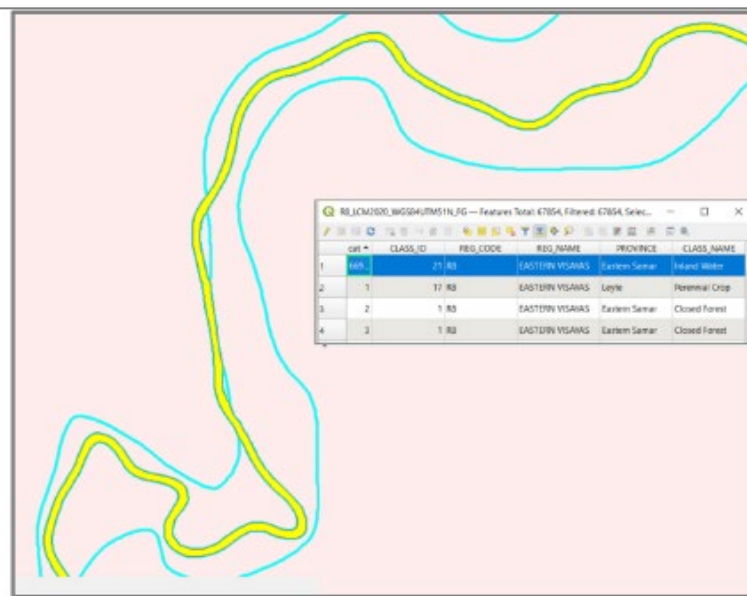 R8_LCM2020_WGS84UTM51N_FG — Features Total: 67854, Filtered: 67854, Selec...
cat CLASS_ID REG_CODE REG_NAME PROVINCE CLASS_NAME
1 669... 21 R8 EASTERN VISAYAS Eastern Samar Inland Water
2 1 17 R8 EASTERN VISAYAS Leyte Perennial Crop
3 2 1 R8 EASTERN VISAYAS Eastern Samar Closed Forest
4 3 1 R8 EASTERN VISAYAS Eastern Samar Closed Forest